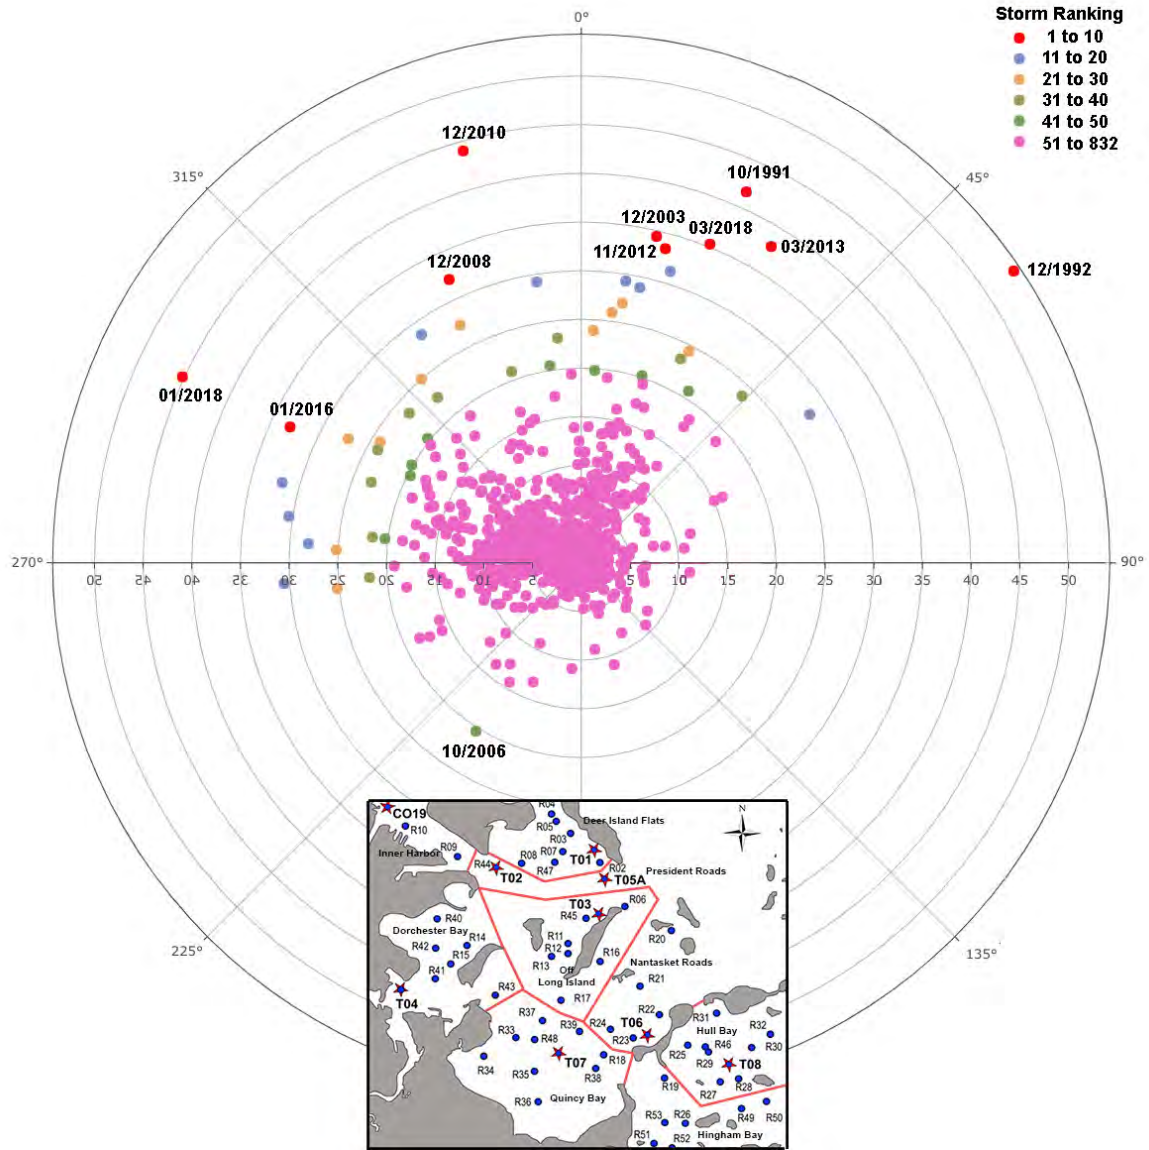 0°
Storm Ranking
1 to 10
11 to 20
21 to 30
31 to 40
41 to 50
51 to 832
12/2010
10/1991
315°
45°
12/2003
03/2018
11/2012
03/2013
12/2008
12/1992
01/2018
01/2016
270°
90°
50 45 40 35 30 25 20 15 10 5 5 10 15 20 25 30 35 40 45 50
10/2006
225°
135°
CO19
R10
R04
R05
Deer Island Flats
N
R03
Inner Harbor
R09
R44
R08
R07
T01
R47
R02
T02
T05A
President Roads
T03
R06
R45
R40
Dorchester Bay
R20
R42
R14
R11
R12
R15
R13
R16
Nantasket Roads
R41
Off
Long Island
R21
T04
R43
R17
R37
R22
R31
R33
R39
R24
T06
Hull Bay
R32
R48
R23
R25
R46
R30
R34
T07
R18
R29
T08
R35
R38
R19
R27
R28
R36
Quincy Bay
R53
R26
R49
R50
R51
R52
Hingham Bay